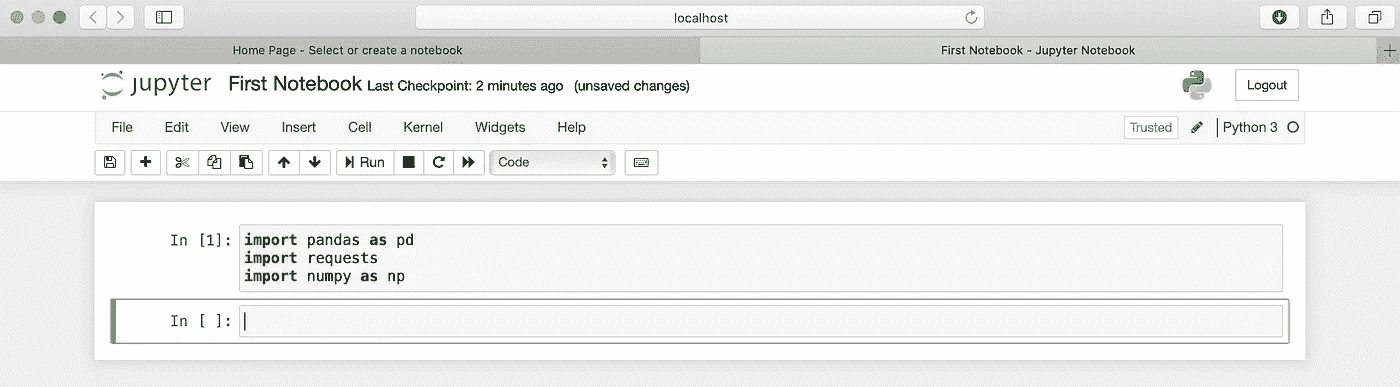 localhost
Home Page - Select or create a notebook
First Notebook - Jupyter Notebook
jupyter First Notebook Last Checkpoint: 2 minutes ago (unsaved changes)
Logout
File Edit View Insert Cell Kernel Widgets Help
Trusted
Python 3
Run
Code
In [1]: import pandas as pd
import requests
import numpy as np
In [ ]: